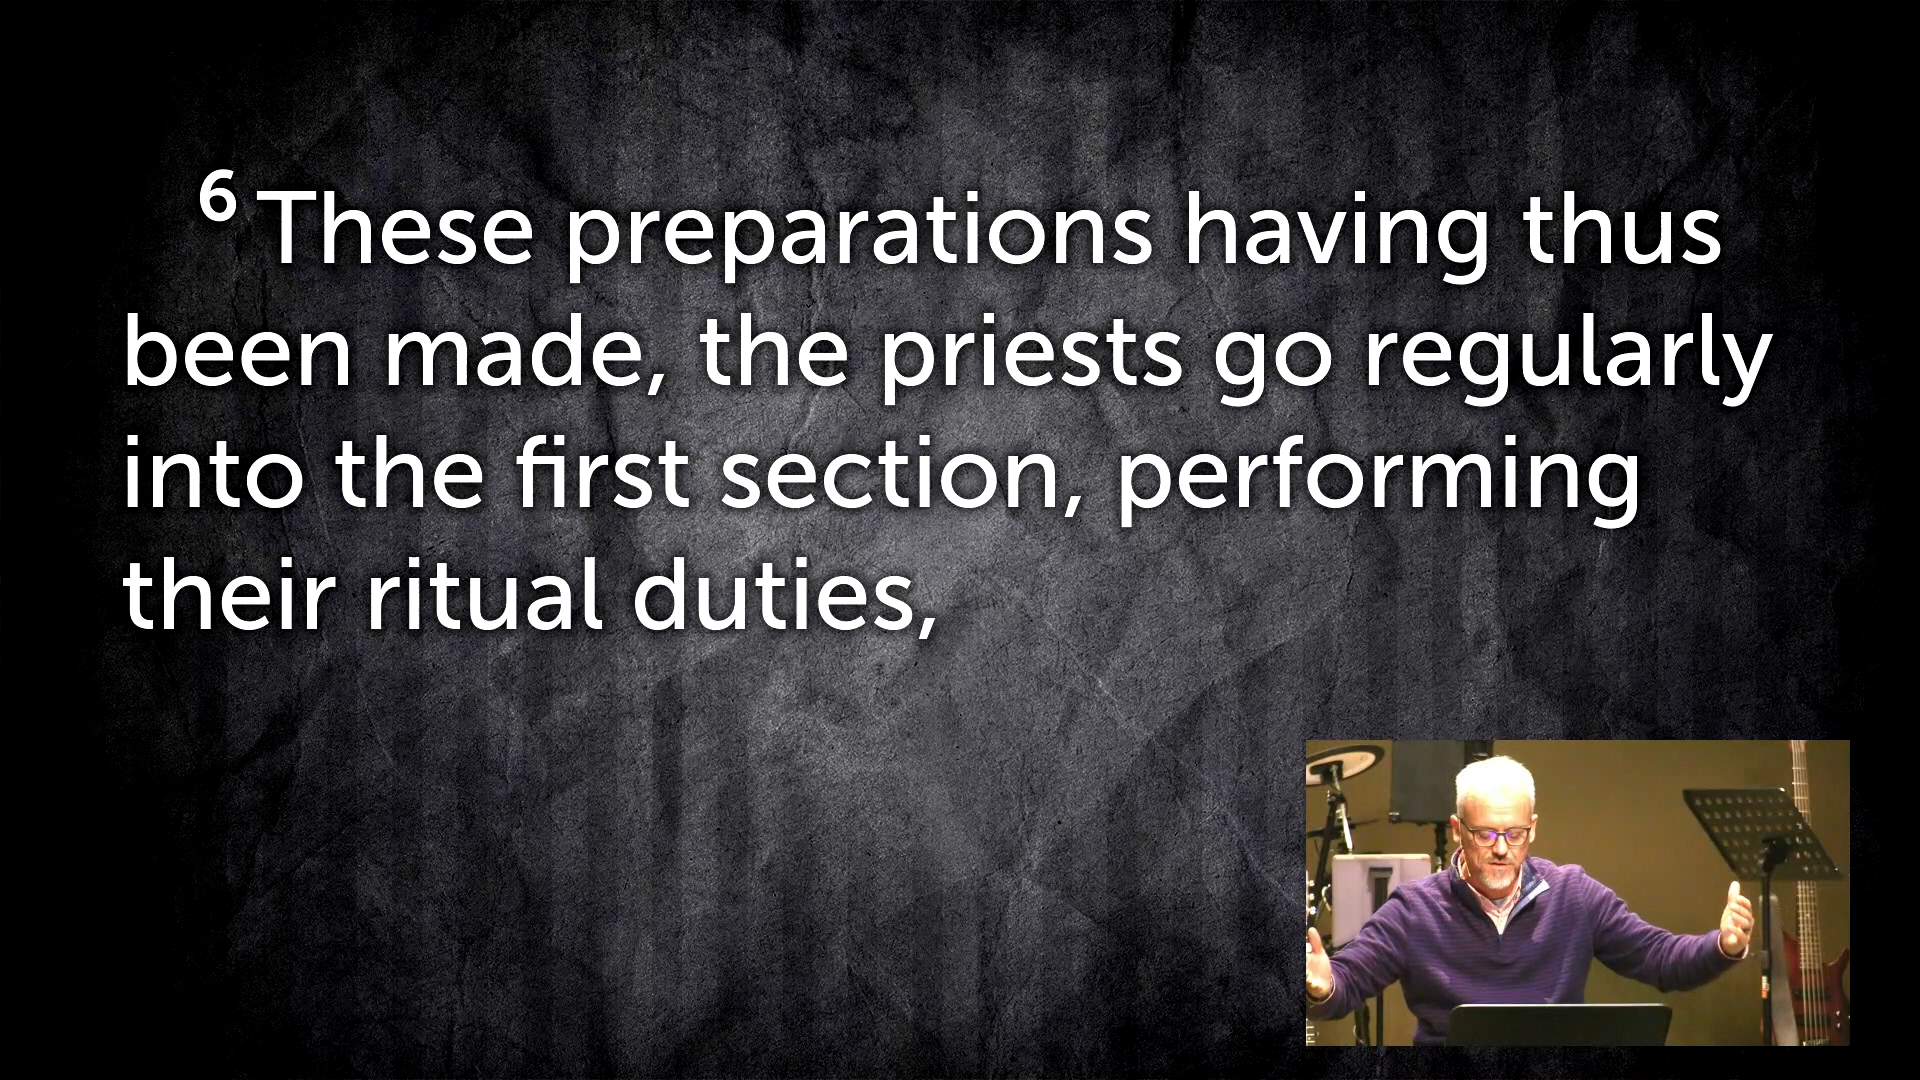 6 These preparations having thus
been made, the priests go regularly
into the first section, performing
their ritual duties,